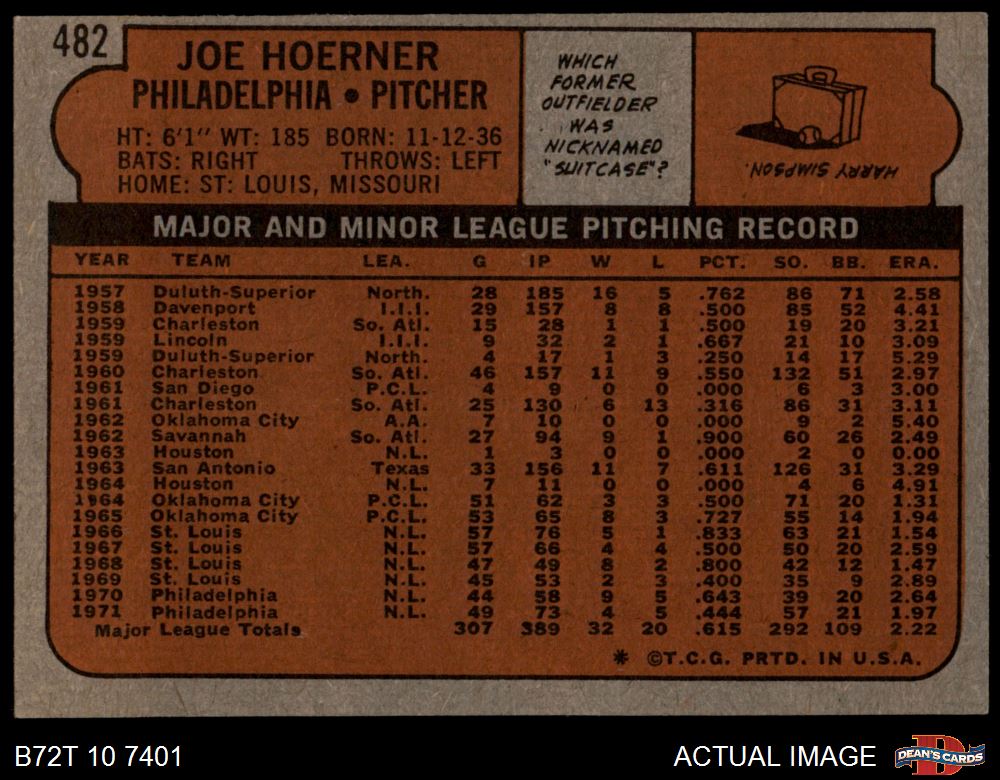 482
JOE HOERNER
PHILADELPHIA • PITCHER
HT: 6'1" WT: 185 BORN: 11-12-36
BATS: RIGHT THROWS: LEFT
HOME: ST: LOUIS, MISSOURI
WHICH
FORMER
OUTFIELDER
WAS
NICKNAMED
"SUITCASE"?
HARRY SIMPSON.
MAJOR AND MINOR LEAGUE PITCHING RECORD
YEAR TEAM LEA. G IP W L PCT. SO. BB. ERA.
1957 Duluth-Superior North. 28 185 16 5 .762 86 71 2.58
1958 Davenport I.I.I. 29 157 8 8 .500 85 52 4.41
1959 Charleston So. Atl. 15 28 1 1 .500 19 20 3.21
1959 Lincoln I.I.I. 9 32 2 1 .667 21 10 3.09
1959 Duluth-Superior North. 4 17 1 3 .250 14 17 5.29
1960 Charleston So. Atl. 46 157 11 9 .550 132 51 2.97
1961 San Diego P.C.L. 4 9 0 0 .000 6 3 3.00
1961 Charleston So. Atl. 25 130 6 13 .316 86 31 3.11
1962 Oklahoma City A.A. 7 10 0 0 .000 9 2 5.40
1962 Savannah So. Atl. 27 94 9 1 .900 60 26 2.49
1963 Houston N.L. 1 3 0 0 .000 2 0 0.00
1963 San Antonio Texas 33 156 11 7 .611 126 31 3.29
1964 Houston N.L. 7 11 0 0 .000 4 6 4.91
1964 Oklahoma City P.C.L. 51 62 3 3 .500 71 20 1.31
1965 Oklahoma City P.C.L. 53 65 8 3 .727 55 14 1.94
1966 St. Louis N.L. 57 76 5 1 .833 63 21 1.54
1967 St. Louis N.L. 57 66 4 4 .500 50 20 2.59
1968 St. Louis N.L. 47 49 8 2 .800 42 12 1.47
1969 St. Louis N.L. 45 53 2 3 .400 35 9 2.89
1970 Philadelphia N.L. 44 58 9 5 .643 39 20 2.64
1971 Philadelphia N.L. 49 73 4 5 .444 57 21 1.97
Major League Totals 307 389 32 20 .615 292 109 2.22
* ©T.C.G. PRTD. IN U.S.A.
B72T 10 7401
ACTUAL IMAGE
DEAN'S CARDS